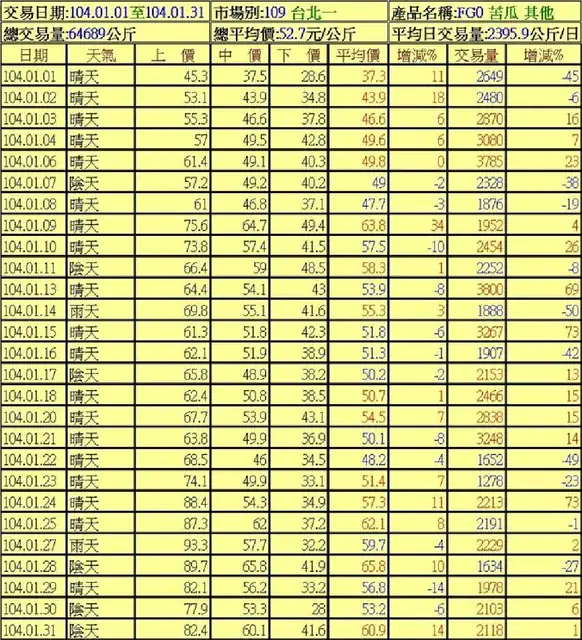 交易日期:104.01.01至104.01.31 市場別:109 台北一 產品名稱:FG0 苦瓜 其他
總交易量:64689公斤 總平均價:52.7元/公斤 平均日交易量:2395.9公斤/日
日期 天氣 上 價 中 價 下 價 平均價 增減% 交易量 增減%
104.01.01 晴天 45.3 37.5 28.6 37.3 11 2649 -45
104.01.02 晴天 53.1 43.9 34.8 43.9 18 2480 -6
104.01.03 晴天 55.3 46.6 37.8 46.6 6 2870 16
104.01.04 晴天 57 49.5 42.8 49.6 6 3080 7
104.01.06 晴天 61.4 49.1 40.3 49.8 0 3785 23
104.01.07 陰天 57.2 49.2 40.2 49 -2 2328 -38
104.01.08 晴天 61 46.8 37.1 47.7 -3 1876 -19
104.01.09 晴天 75.6 64.7 49.4 63.8 34 1952 4
104.01.10 晴天 73.8 57.4 41.5 57.5 -10 2454 26
104.01.11 陰天 66.4 59 48.5 58.3 1 2252 -8
104.01.13 晴天 64.4 54.1 43 53.9 -8 3800 69
104.01.14 雨天 69.8 55.1 41.6 55.3 3 1888 -50
104.01.15 晴天 61.3 51.8 42.3 51.8 -6 3267 73
104.01.16 晴天 62.1 51.9 38.9 51.3 -1 1907 -42
104.01.17 陰天 65.8 48.9 38.2 50.2 -2 2153 13
104.01.18 晴天 62.4 50.8 38.5 50.7 1 2466 15
104.01.20 晴天 67.7 53.9 43.1 54.5 7 2838 15
104.01.21 晴天 63.8 49.9 36.9 50.1 -8 3248 14
104.01.22 晴天 68.5 46 34.5 48.2 -4 1652 -49
104.01.23 晴天 74.1 49.9 33.1 51.4 7 1278 -23
104.01.24 晴天 88.4 54.3 34.9 57.3 11 2213 73
104.01.25 晴天 87.3 62 37.2 62.1 8 2191 -1
104.01.27 雨天 93.3 57.7 32.2 59.7 -4 2229 2
104.01.28 陰天 89.7 65.8 41.9 65.8 10 1634 -27
104.01.29 晴天 82.1 56.2 33.2 56.8 -14 1978 21
104.01.30 陰天 77.9 53.3 28 53.2 -6 2103 6
104.01.31 陰天 82.4 60.1 41.6 60.9 14 2118 1